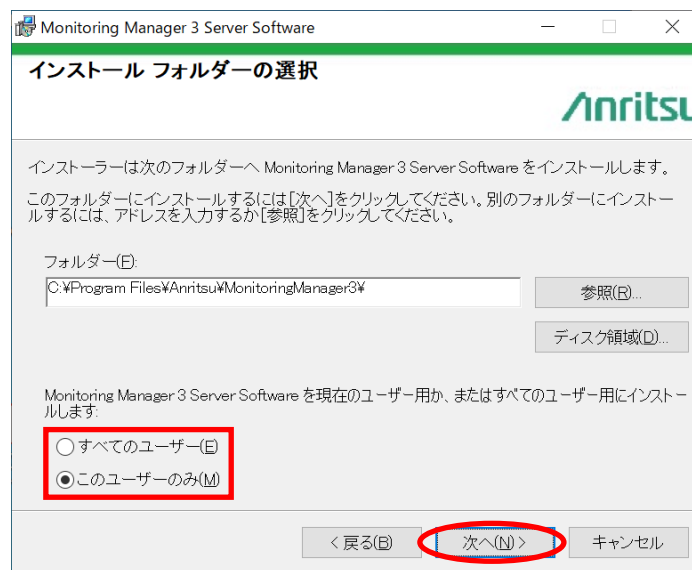 Monitoring Manager 3 Server Software
インストール フォルダーの選択
Anritsu
インストーラーは次のフォルダーへ Monitoring Manager 3 Server Software をインストールします。
このフォルダーにインストールするには[次へ]をクリックしてください。別のフォルダーにインストー
ルするには、アドレスを入力するか[参照]をクリックしてください。
フォルダー(F):
C:¥Program Files¥Anritsu¥MonitoringManager3¥
参照(R)...
ディスク領域(D)...
Monitoring Manager 3 Server Software を現在のユーザー用か、またはすべてのユーザー用にインストー
ルします:
すべてのユーザー(E)
このユーザーのみ(M)
< 戻る(B)
次へ(N) >
キャンセル